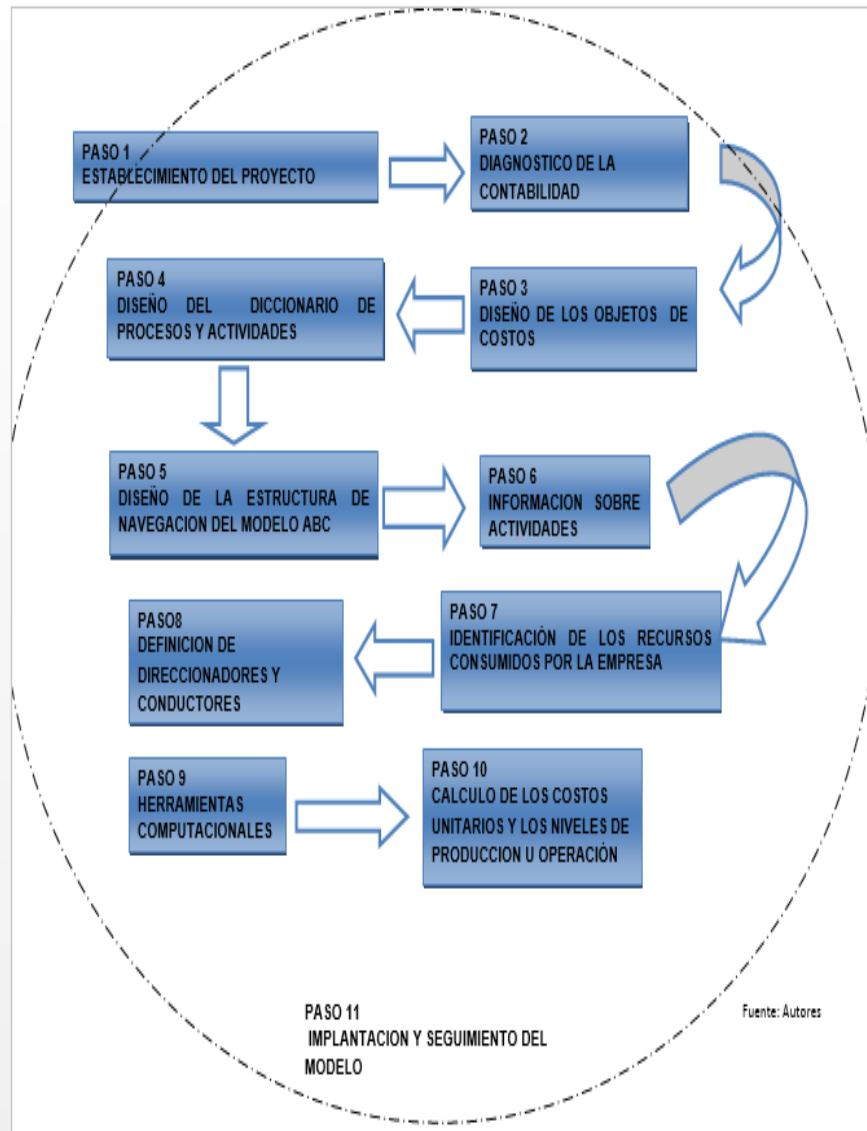 PASO 1
ESTABLECIMIENTO DEL PROYECTO
PASO 2
DIAGNOSTICO DE LA
CONTABILIDAD
PASO 3
DISEÑO DE LOS OBJETOS DE
COSTOS
PASO 4
DISEÑO DEL DICCIONARIO DE
PROCESOS Y ACTIVIDADES
PASO 5
DISEÑO DE LA ESTRUCTURA DE
NAVEGACION DEL MODELO ABC
PASO 6
INFORMACION SOBRE
ACTIVIDADES
PASO 7
IDENTIFICACIÓN DE LOS RECURSOS
CONSUMIDOS POR LA EMPRESA
PASO8
DEFINICION DE
DIRECCIONADORES Y
CONDUCTORES
PASO 9
HERRAMIENTAS
COMPUTACIONALES
PASO 10
CALCULO DE LOS COSTOS
UNITARIOS Y LOS NIVELES DE
PRODUCCION U OPERACIÓN
PASO 11
IMPLANTACION Y SEGUIMIENTO DEL
MODELO
Fuente: Autores